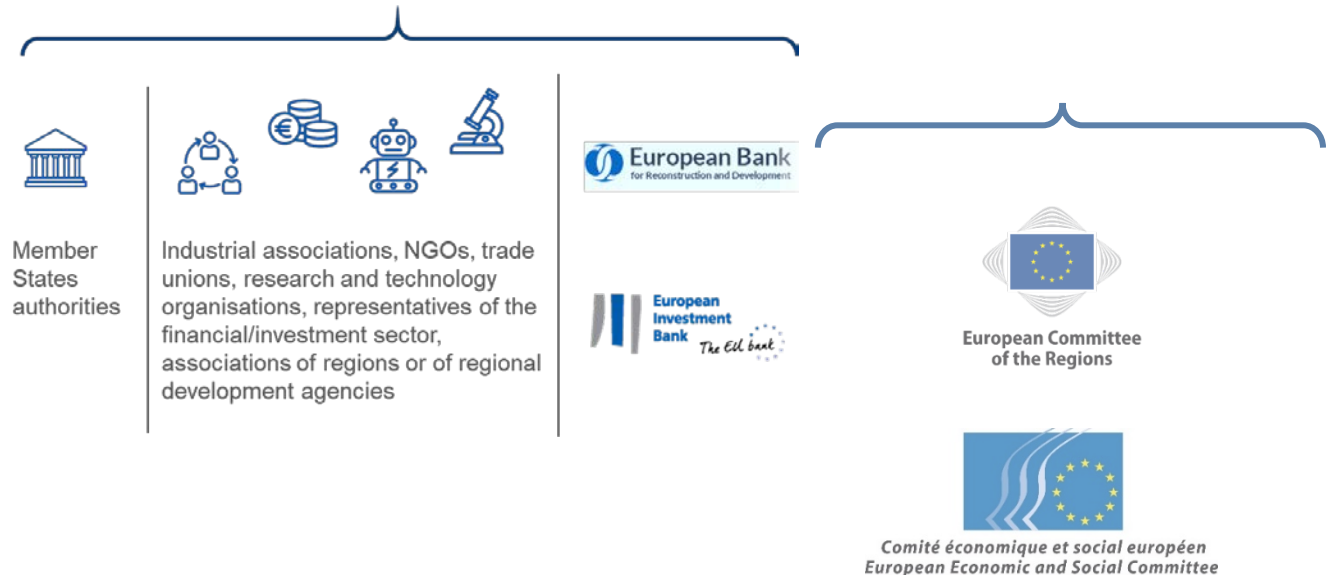 Member
States
authorities
Industrial associations, NGOs, trade
unions, research and technology
organisations, representatives of the
financial/investment sector,
associations of regions or of regional
development agencies
European Bank
for Reconstruction and Development
European
Investment
Bank
The EU bank
European Committee
of the Regions
Comité économique et social européen
European Economic and Social Committee